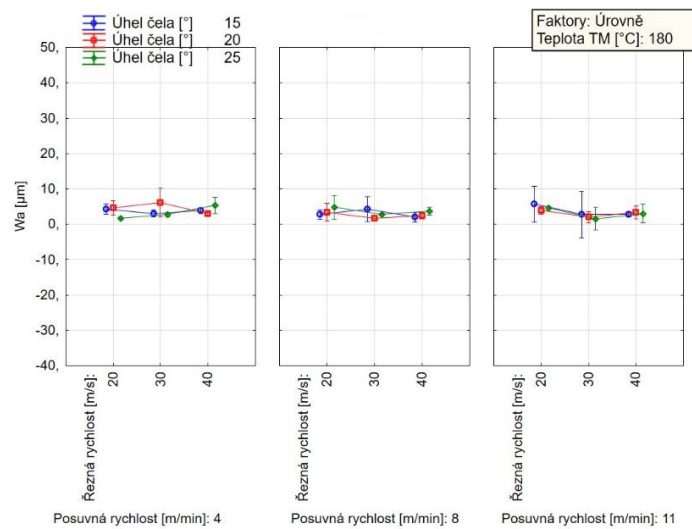 Úhel čela [°] 15
Úhel čela [°] 20
Úhel čela [°] 25
Faktory: Úrovně
Teplota TM [°C]: 180
Wa [µm]
50,
40,
30,
20,
10,
0,
-10,
-20,
-30,
-40,
Řezná rychlost [m/s]:
20
30
40
Řezná rychlost [m/s]:
20
30
40
Řezná rychlost [m/s]:
20
30
40
Posuvná rychlost [m/min]: 4
Posuvná rychlost [m/min]: 8
Posuvná rychlost [m/min]: 11